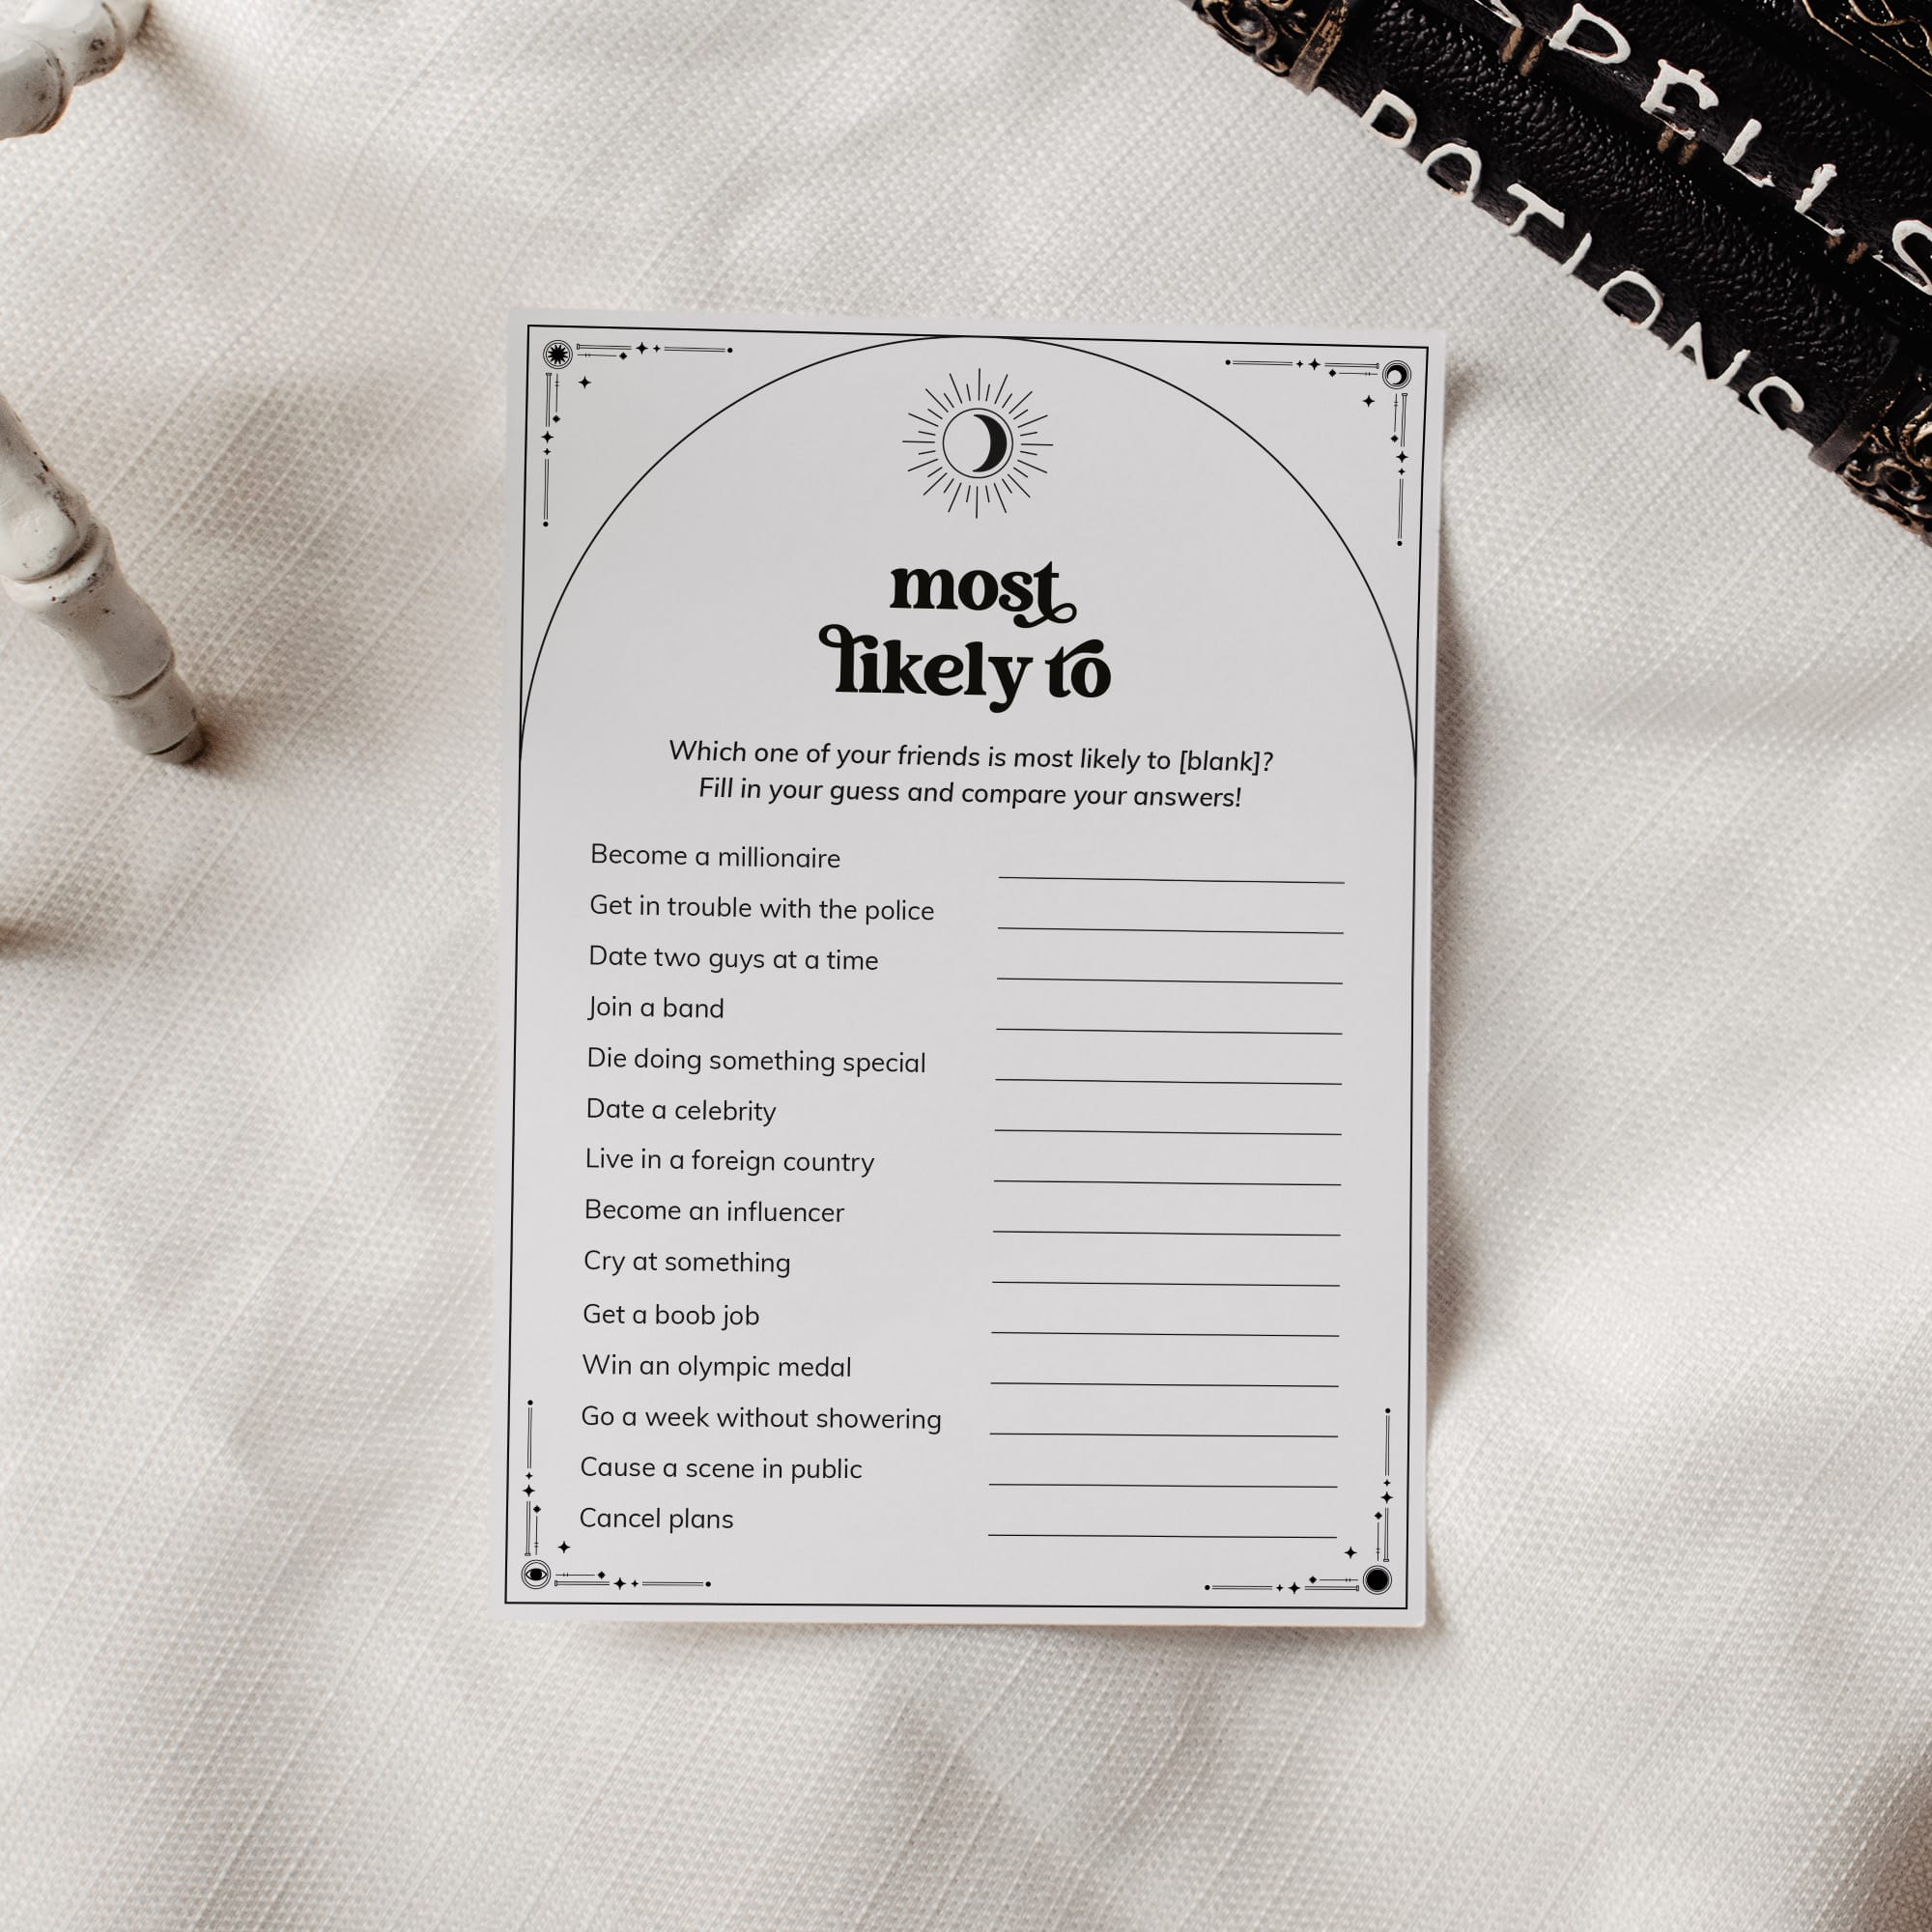 SPELLS
POTIONS
most
likely to
Which one of your friends is most likely to [blank]?
Fill in your guess and compare your answers!
Become a millionaire
Get in trouble with the police
Date two guys at a time
Join a band
Die doing something special
Date a celebrity
Live in a foreign country
Become an influencer
Cry at something
Get a boob job
Win an olympic medal
Go a week without showering
Cause a scene in public
Cancel plans